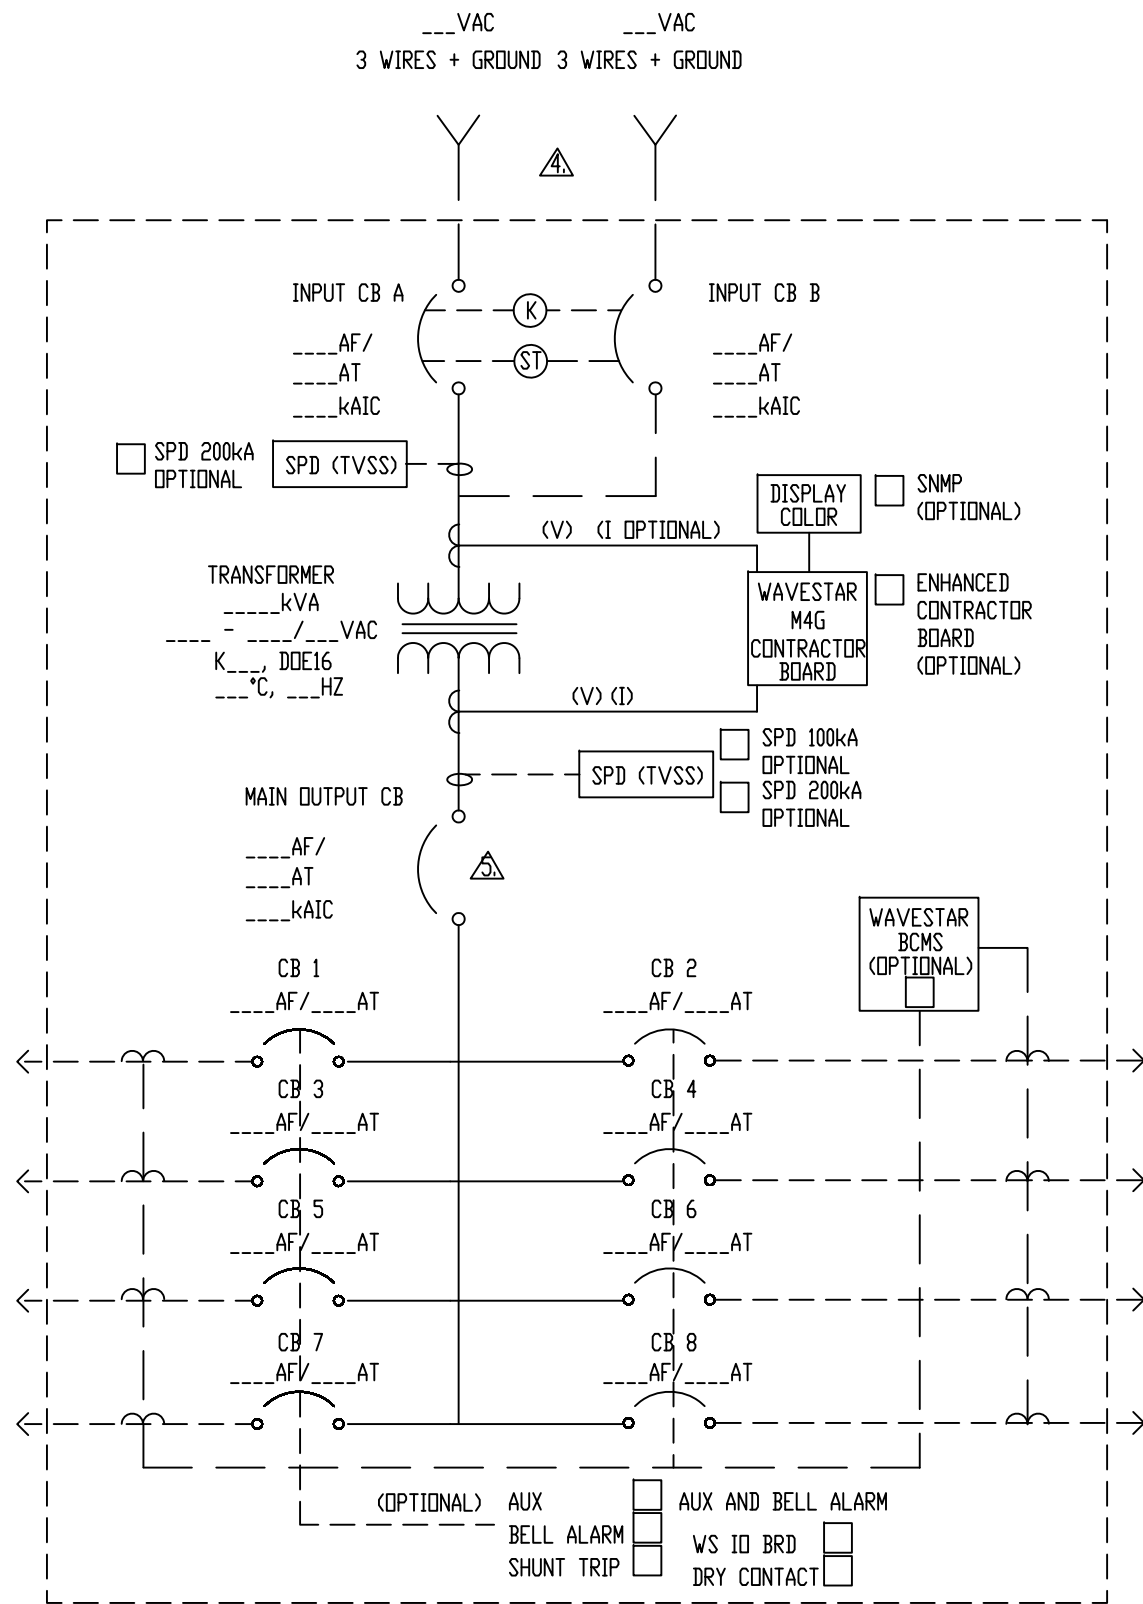 ___VAC
3 WIRES + GROUND
___VAC
3 WIRES + GROUND
4.
INPUT CB A
____AF/
____AT
____kAIC
K
ST
INPUT CB B
____AF/
____AT
____kAIC
SPD 200kA
OPTIONAL
SPD (TVSS)
DISPLAY
COLOR
SNMP
(OPTIONAL)
(V) (I OPTIONAL)
TRANSFORMER
_____kVA
____ - ____/___VAC
K___, DOE16
___°C, ___HZ
WAVESTAR
M4G
CONTRACTOR
BOARD
ENHANCED
CONTRACTOR
BOARD
(OPTIONAL)
(V) (I)
SPD (TVSS)
SPD 100kA
OPTIONAL
SPD 200kA
OPTIONAL
MAIN OUTPUT CB
____AF/
____AT
____kAIC
5.
WAVESTAR
BCMS
(OPTIONAL)
CB 1
____AF/____AT
CB 2
____AF/____AT
CB 3
____AF/____AT
CB 4
____AF/____AT
CB 5
____AF/____AT
CB 6
____AF/____AT
CB 7
____AF/____AT
CB 8
____AF/____AT
(OPTIONAL) AUX
BELL ALARM
SHUNT TRIP
AUX AND BELL ALARM
WS IO BRD
DRY CONTACT